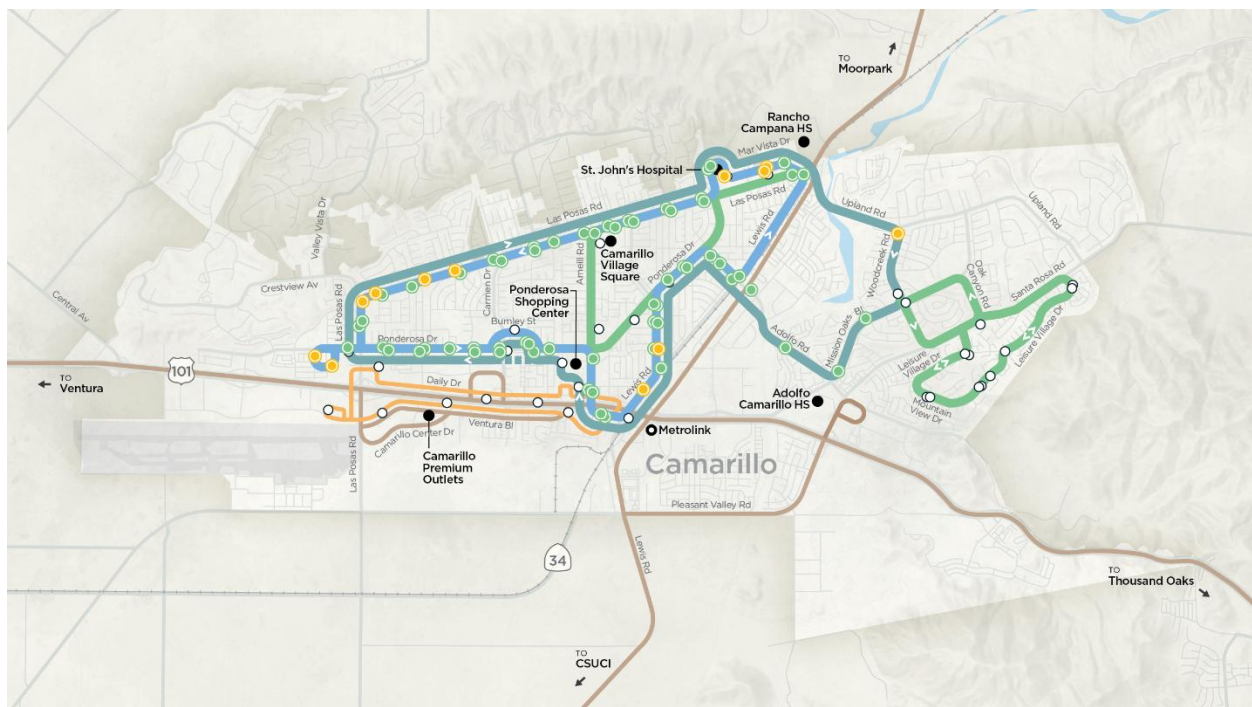 TO
Moorpark
Rancho
Campana HS
Mar Vista Dr
St. John's Hospital
Las Posas Rd
Las Posas Rd
Upland Rd
Upland Rd
Valley Vista Dr
Lewis Rd
Woodcreek Rd
Oak
Canyon Rd
Santa Rosa Rd
Camarillo
Village
Square
Arneill Rd
Ponderosa Dr
Crestview Av
Carmen Dr
Ponderosa
Shopping
Center
Central Av
Las Posas Rd
Burnley St
Ponderosa Dr
Adolfo Rd
Mission Oaks Bl
Leisure Village Dr
Leisure
Village Dr
101
TO
Ventura
Daily Dr
Lewis Rd
Adolfo
Camarillo HS
Mountain
View Dr
Ventura Bl
Camarillo Center Dr
Metrolink
Las Posas Rd
Camarillo
Premium
Outlets
Camarillo
Pleasant Valley Rd
Lewis Rd
34
TO
Thousand Oaks
TO
CSUCI